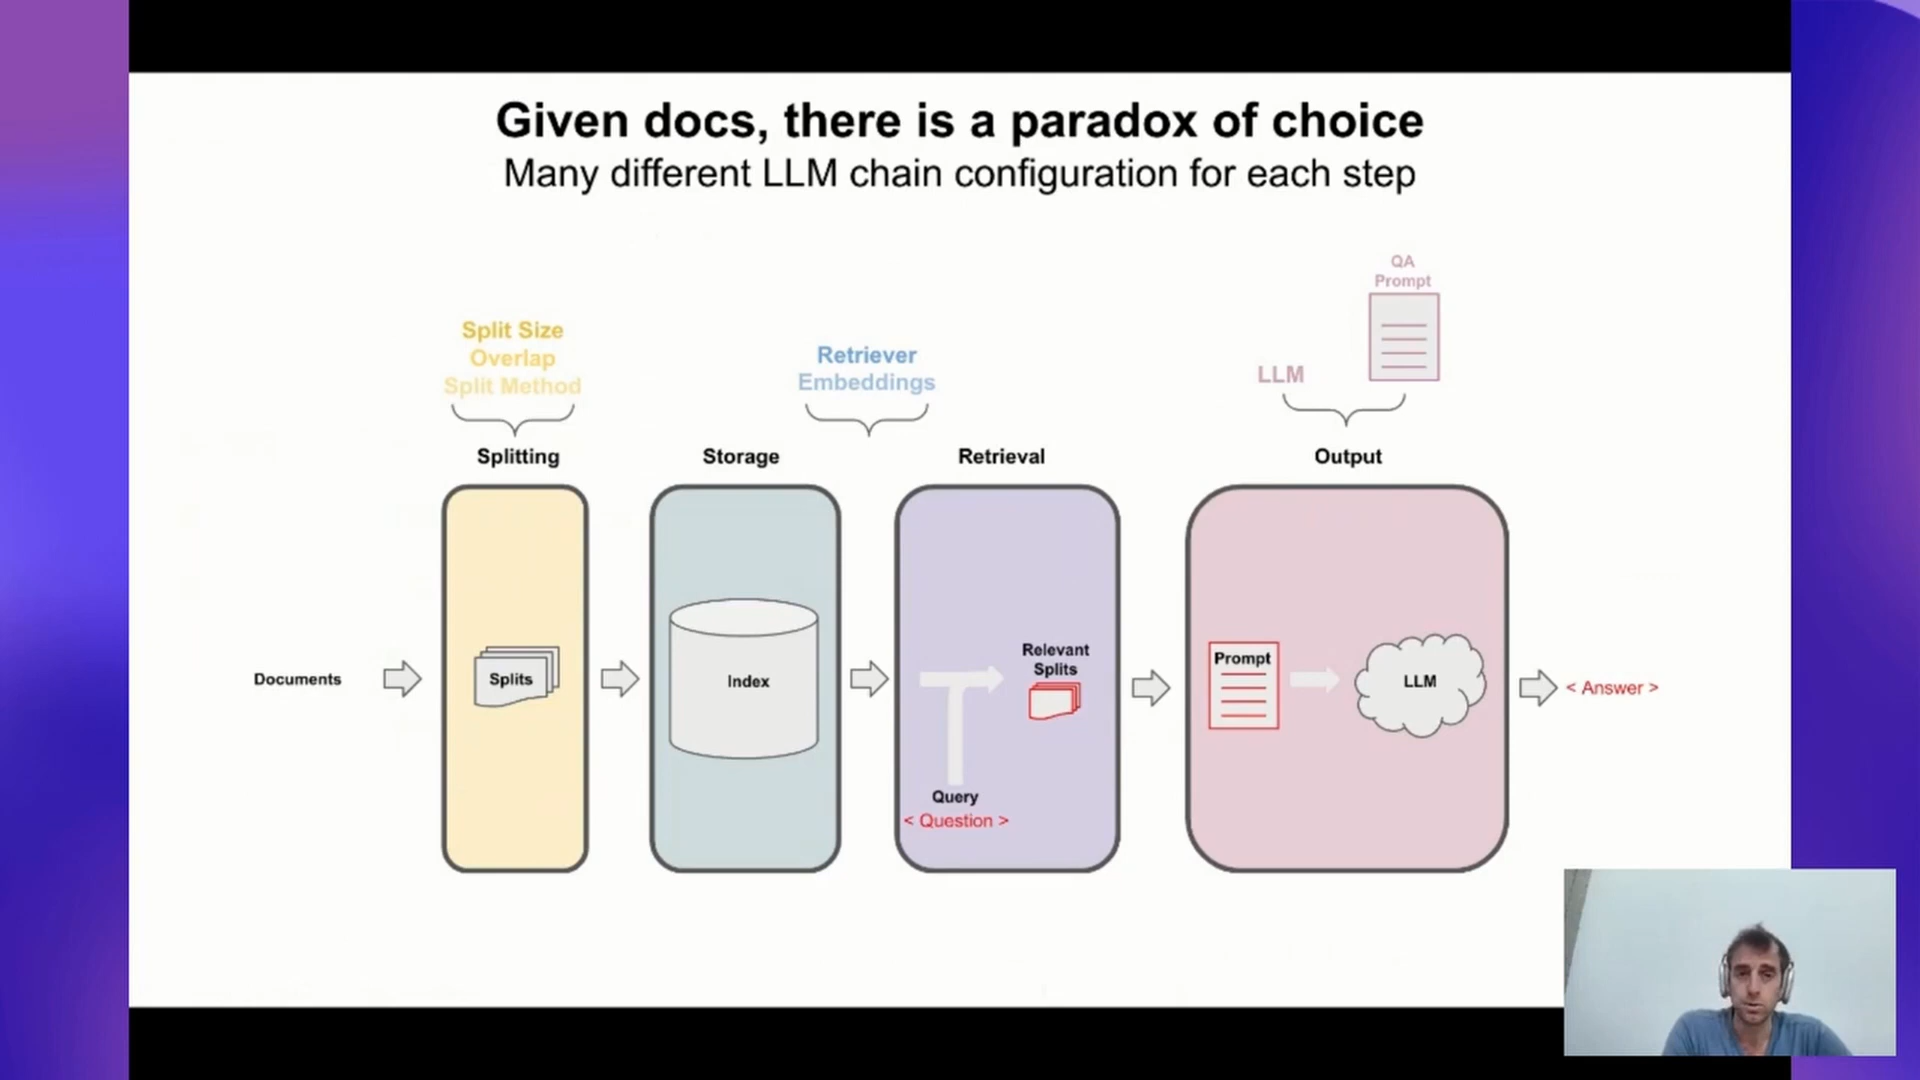 Given docs, there is a paradox of choice
Many different LLM chain configuration for each step
QA
Prompt
Split Size
Overlap
Split Method
Retriever
Embeddings
LLM
Splitting
Storage
Retrieval
Output
Documents
Splits
Index
Relevant
Splits
Query
< Question >
Prompt
LLM
< Answer >